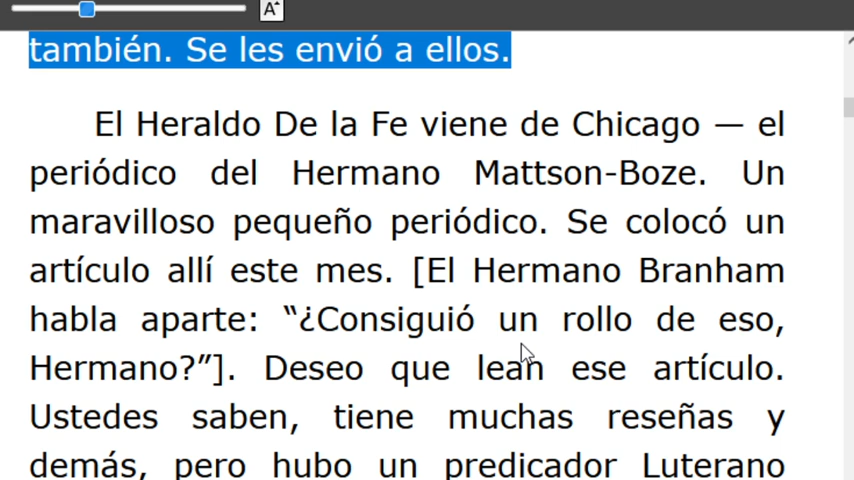 A
también. Se les envió a ellos.
El Heraldo De la Fe viene de Chicago — el
periódico del Hermano Mattson-Boze. Un
maravilloso pequeño periódico. Se colocó un
artículo allí este mes. [El Hermano Branham
habla aparte: “¿Consiguió un rollo de eso,
Hermano?”]. Deseo que lean ese artículo.
Ustedes saben, tiene muchas reseñas y
demás, pero hubo un predicador Luterano